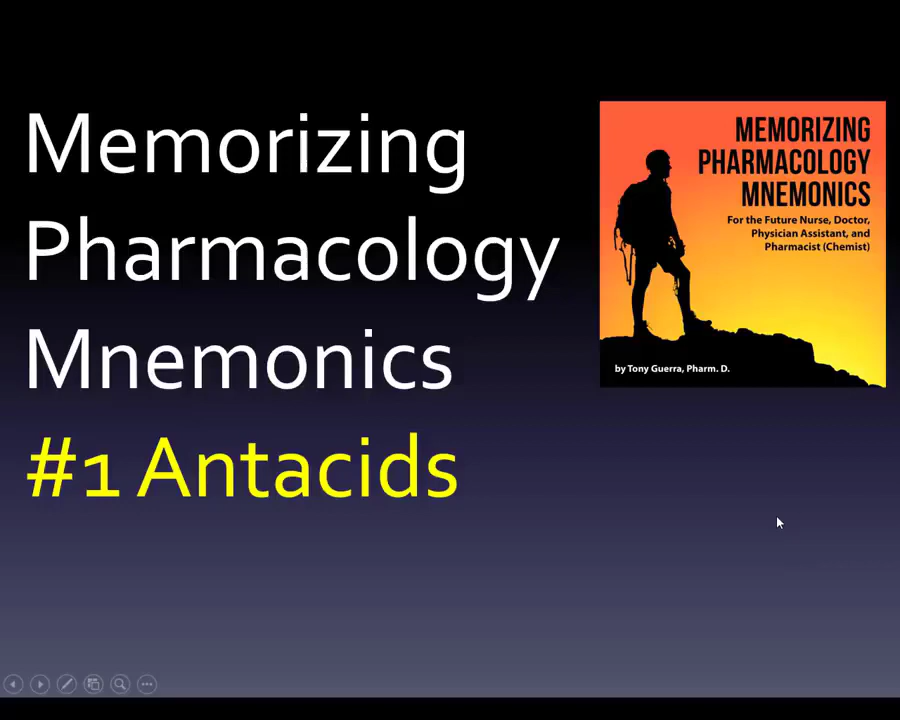 Memorizing
Pharmacology
Mnemonics
#1 Antacids
MEMORIZING
PHARMACOLOGY
MNEMONICS
For the Future Nurse, Doctor,
Physician Assistant, and
Pharmacist (Chemist)
by Tony Guerra, Pharm. D.